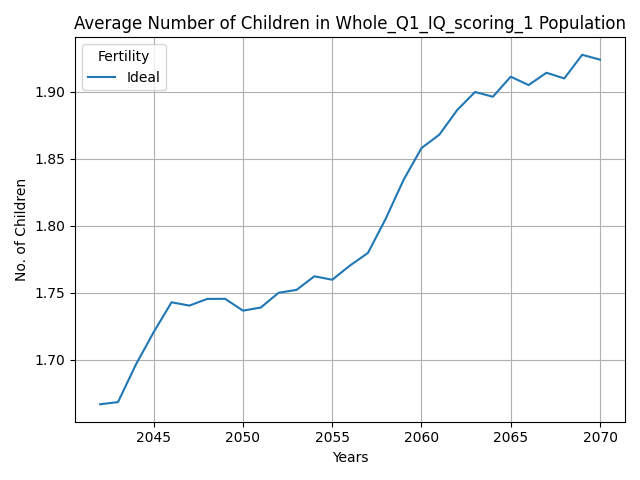 Average Number of Children in Whole_Q1_IQ_scoring_1 Population
Fertility
Ideal
No. of Children
1.90
1.85
1.80
1.75
1.70
2045 2050 2055 2060 2065 2070
Years